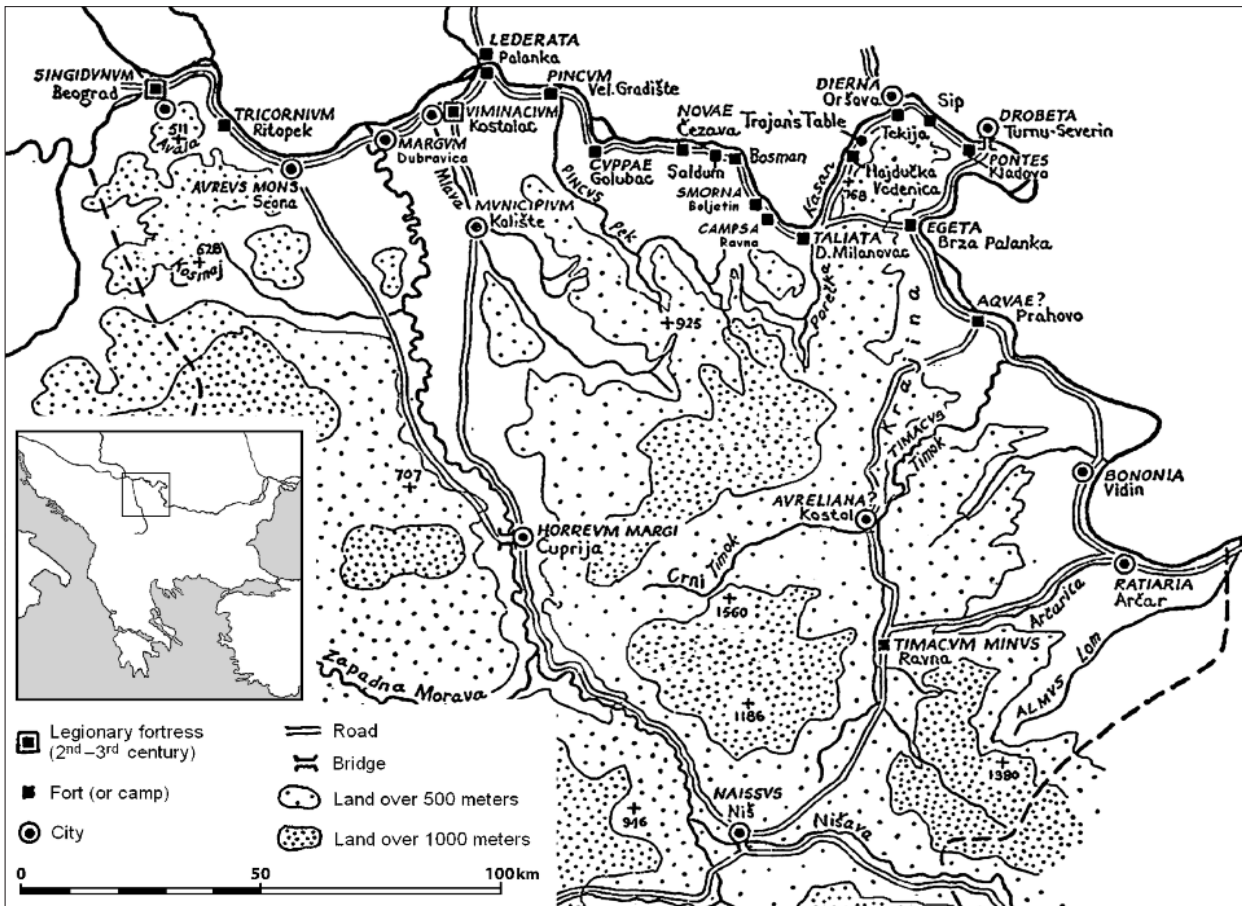 LEDERATA
Palanka
SINGIDVNVM
Beograd
PINCVM
Vel. Gradište
DIERNA
Oršova
Sip
DROBETA
Turnu-Severin
TRICORNIVM
Ritopek
511
Avala
VIMINACIVM
Kostolac
NOVAE
Čezava
Trajan's Table
Tekija
MARGVM
Dubravica
CVPPAE
Golubac
Saldum
Bosman
PONTES
Kladova
Hajdučka
Vodenica
AVREVS MONS
Seona
Mlava
PINCVS
Pek
SMORNA
Boljetin
Kasan
768
MVNICIPIVM
Kalište
CAMPSA
Ravna
TALIATA
D. Milanovac
EGETA
Brza Palanka
628
Kosmaj
Porečka
Krajina
925
AQVAE?
Prahovo
TIMACVS
Timok
707
BONONIA
Vidin
AVRELIANA?
Kostol
HORREVM MARGI
Ćuprija
Crni Timok
RATIARIA
Arčar
1560
Arčarica
TIMACVM MINVS
Ravna
Lom
ALMVS
Zapadna Morava
1186
1380
NAISSVS
Niš
946
Nišava
Legionary fortress
(2nd–3rd century)
Fort (or camp)
City
Road
Bridge
Land over 500 meters
Land over 1000 meters
0 50 100 km